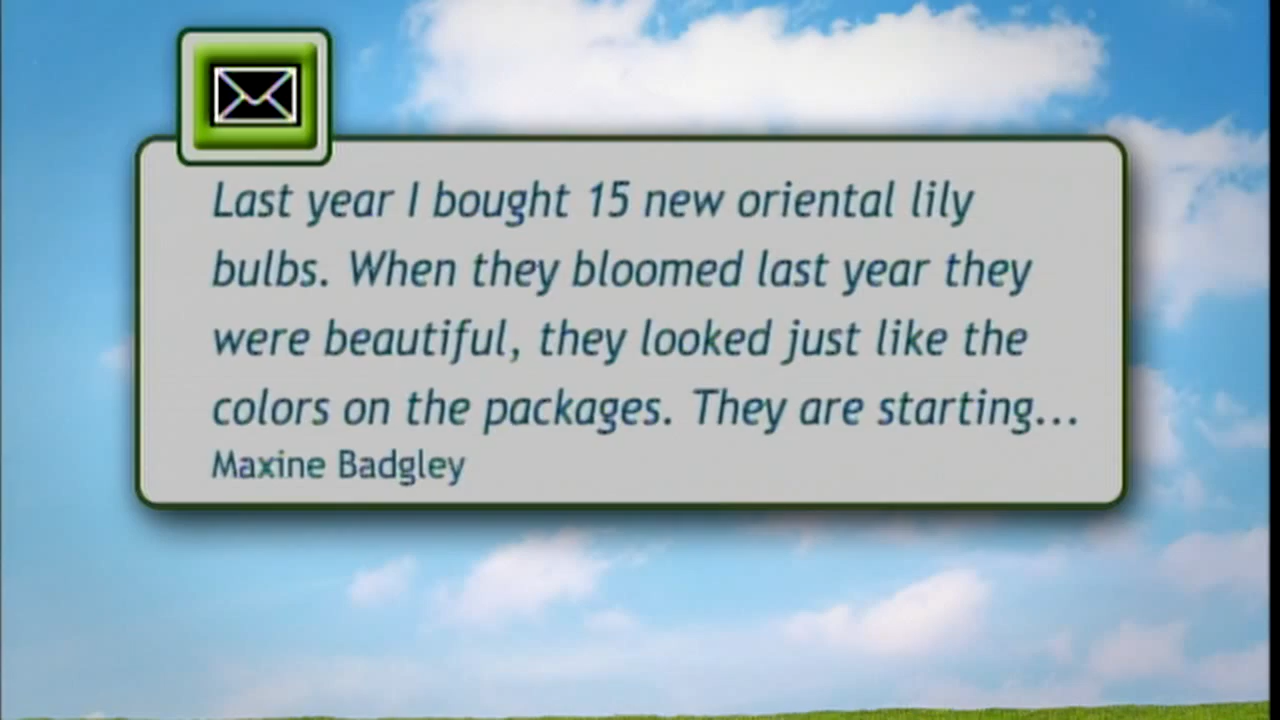 Last year I bought 15 new oriental lily
bulbs. When they bloomed last year they
were beautiful, they looked just like the
colors on the packages. They are starting...
Maxine Badgley